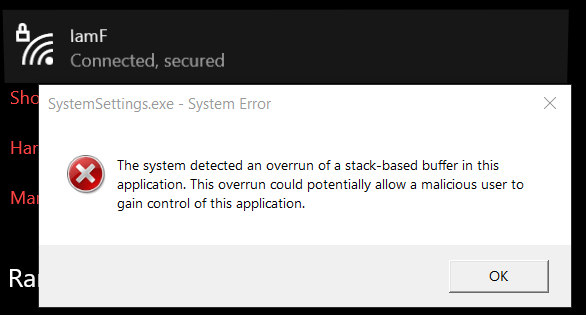 IamF
Connected, secured
Sho
SystemSettings.exe - System Error
Har
The system detected an overrun of a stack-based buffer in this
application. This overrun could potentially allow a malicious user to
gain control of this application.
Mar
Rar
OK